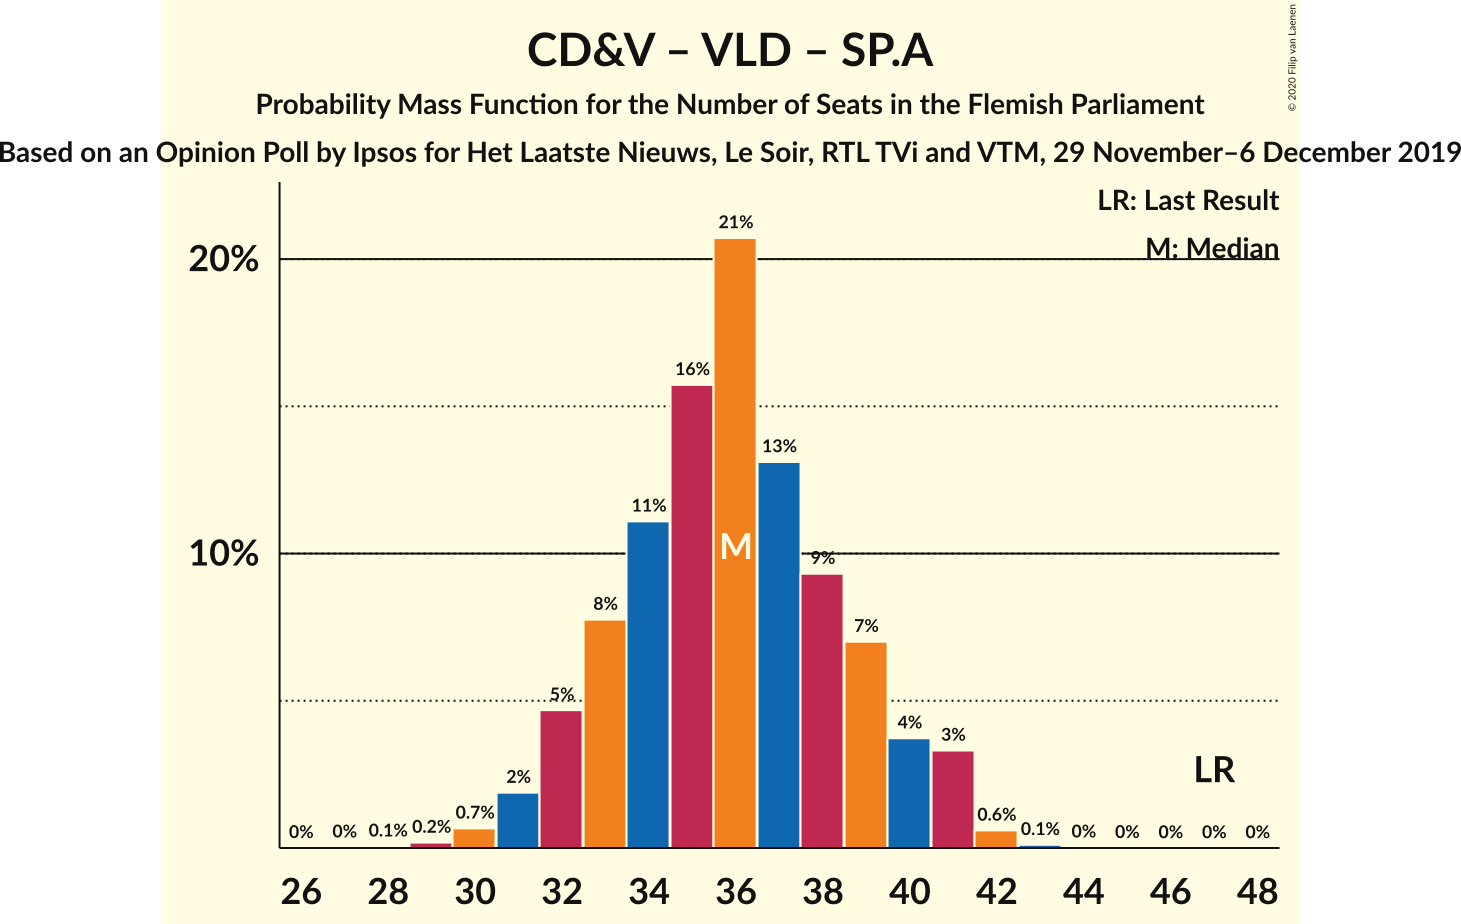 CD&V – VLD – SP.A
Probability Mass Function for the Number of Seats in the Flemish Parliament
Based on an Opinion Poll by Ipsos for Het Laatste Nieuws, Le Soir, RTL TVi and VTM, 29 November–6 December 2019
© 2020 Filip van Laenen
LR: Last Result
M: Median
20%
10%
0% 0% 0.1% 0.2% 0.7% 2% 5% 8% 11% 16% 21% 13% 9% 7% 4% 3% 0.6% 0.1% 0% 0% 0% 0% 0%
M
LR
26 28 30 32 34 36 38 40 42 44 46 48